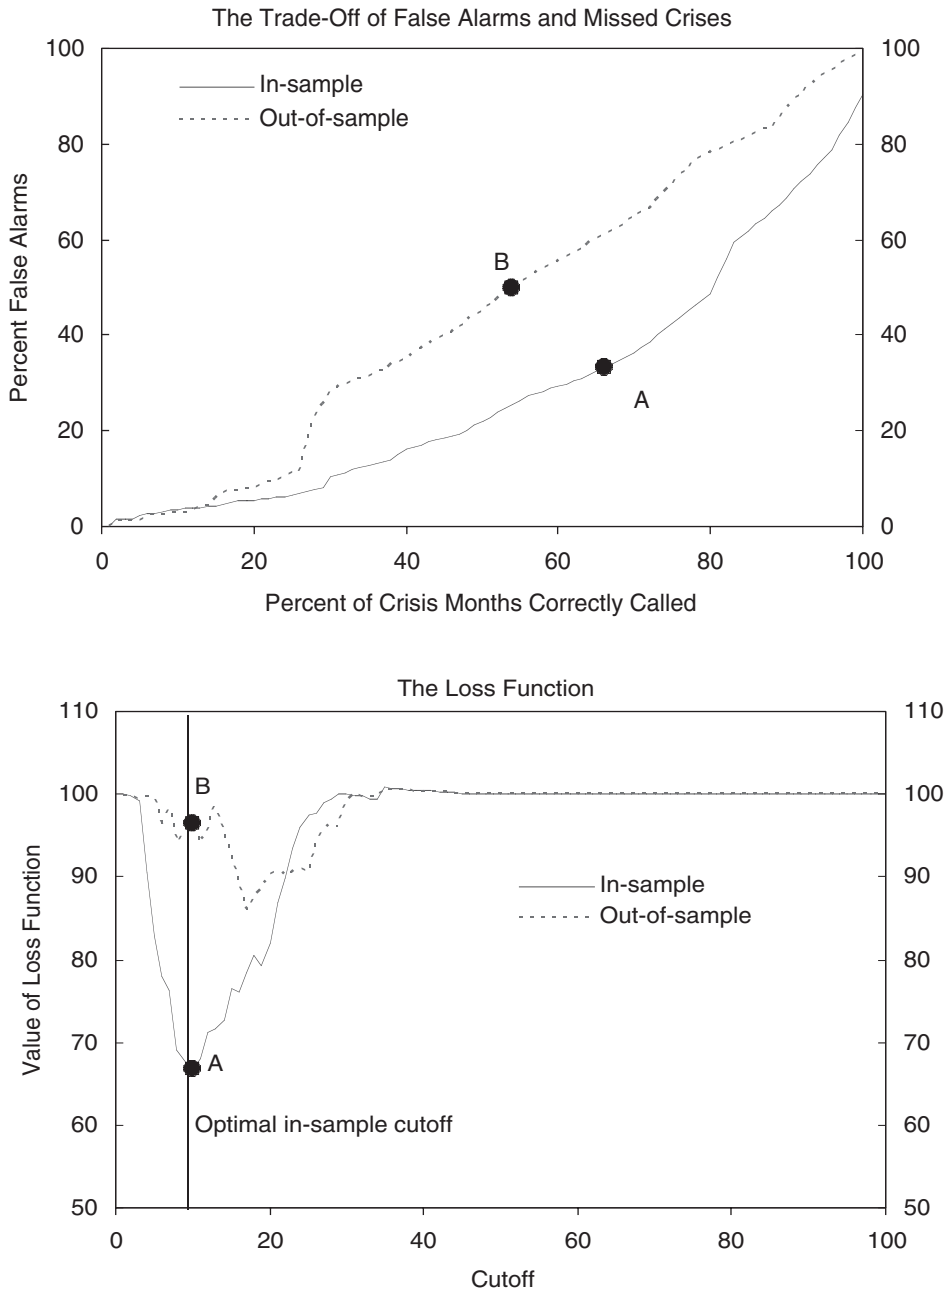 The Trade-Off of False Alarms and Missed Crises
100
100
In-sample
Out-of-sample
80
80
60
60
B
40
40
A
20
20
0
0
0
20
40
60
80
100
Percent False Alarms
Percent of Crisis Months Correctly Called
The Loss Function
110
110
B
100
100
90
90
In-sample
Out-of-sample
80
80
70
70
A
60
Optimal in-sample cutoff
60
50
50
0
20
40
60
80
100
Value of Loss Function
Cutoff